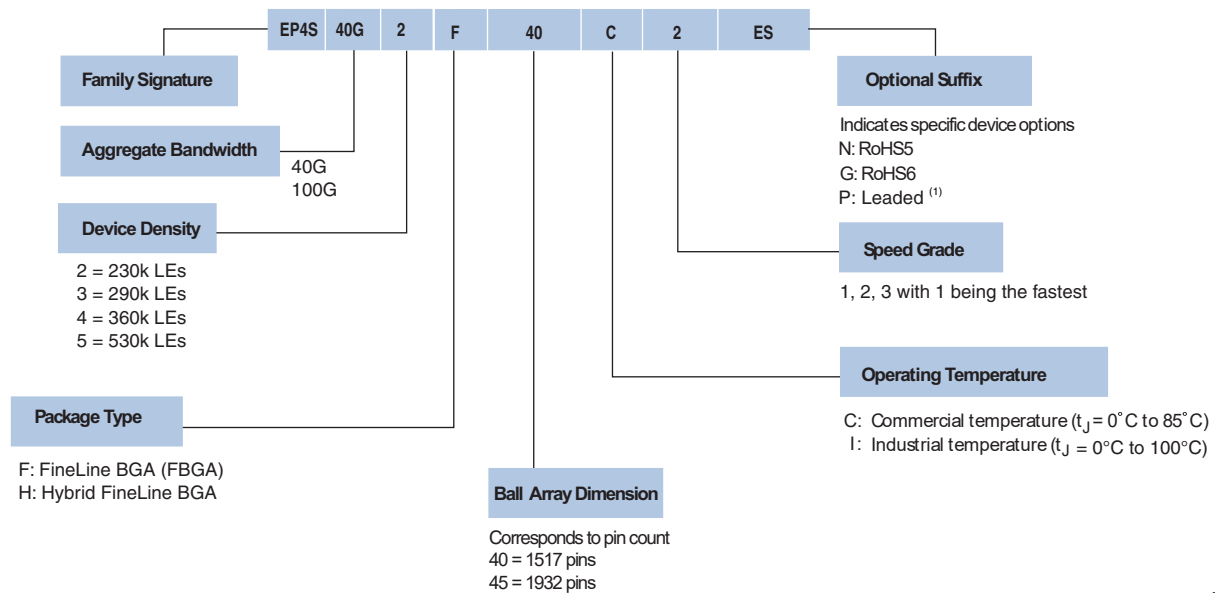 EP4S 40G 2 F 40 C 2 ES
Family Signature
Aggregate Bandwidth
40G
100G
Device Density
2 = 230k LEs
3 = 290k LEs
4 = 360k LEs
5 = 530k LEs
Package Type
F: FineLine BGA (FBGA)
H: Hybrid FineLine BGA
Ball Array Dimension
Corresponds to pin count
40 = 1517 pins
45 = 1932 pins
Optional Suffix
Indicates specific device options
N: RoHS5
G: RoHS6
P: Leaded (1)
Speed Grade
1, 2, 3 with 1 being the fastest
Operating Temperature
C: Commercial temperature (tJ = 0˚C to 85˚C)
I: Industrial temperature (tJ = 0°C to 100°C)